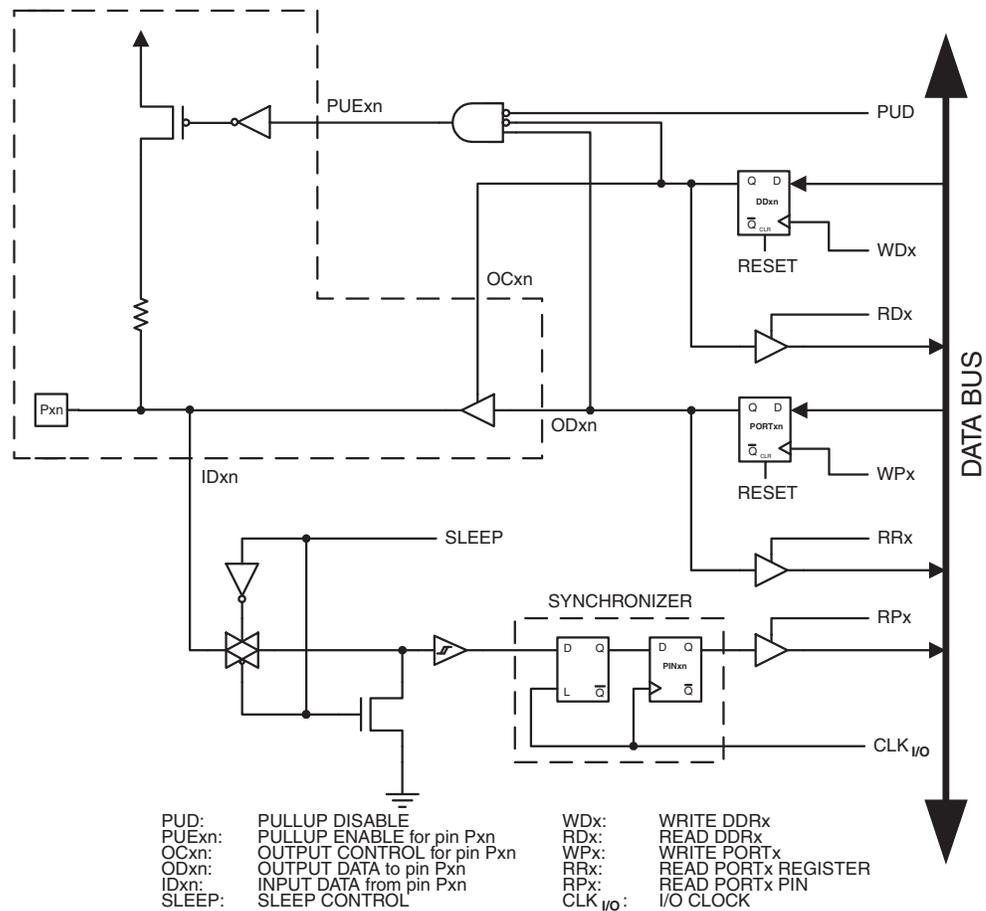 PUExn
PUD
Q D
DDxn
Q CLR
RESET
WDx
OCxn
RDx
Pxn
ODxn
Q D
PORTxn
Q CLR
RESET
WPx
IDxn
SLEEP
RRx
SYNCHRONIZER
RPx
D Q
L Q
D Q
PINxn
Q
CLK I/O
DATA BUS
PUD: PULLUP DISABLE
PUExn: PULLUP ENABLE for pin Pxn
OCxn: OUTPUT CONTROL for pin Pxn
ODxn: OUTPUT DATA to pin Pxn
IDxn: INPUT DATA from pin Pxn
SLEEP: SLEEP CONTROL
WDx: WRITE DDRx
RDx: READ DDRx
WPx: WRITE PORTx
RRx: READ PORTx REGISTER
RPx: READ PORTx PIN
CLK I/O: I/O CLOCK